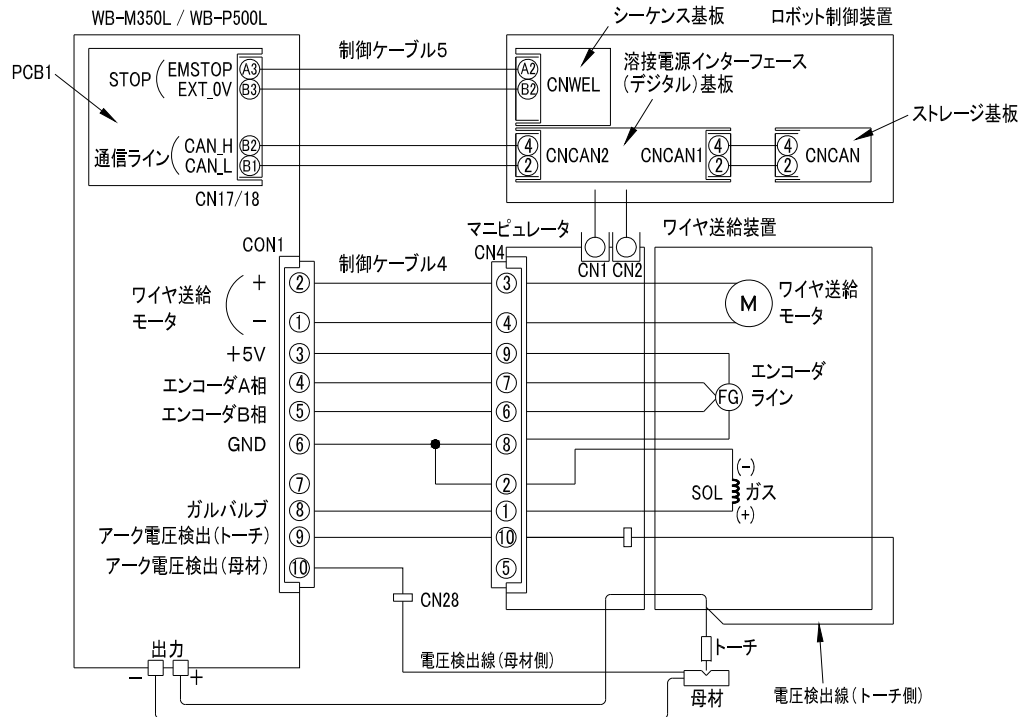 WB-M350L / WB-P500L
シーケンス基板
ロボット制御装置
PCB1
STOP
EMSTOP
A3
EXT_0V
B3
制御ケーブル5
A2
B2
CNWEL
溶接電源インターフェース
(デジタル)基板
ストレージ基板
通信ライン
CAN_H
B2
CAN_L
B1
4
2
CNCAN2
CNCAN1
4
2
4
2
CNCAN
CN17/18
CON1
制御ケーブル4
マニピュレータ
CN4
CN1
CN2
ワイヤ送給装置
ワイヤ送給
モータ
+
2
3
M
ワイヤ送給
モータ
−
1
4
+5V
3
9
エンコーダA相
4
7
エンコーダ
ライン
FG
エンコーダB相
5
6
GND
6
8
7
2
(-)
SOL
ガス
(+)
ガルバルブ
8
1
アーク電圧検出(トーチ)
9
10
アーク電圧検出(母材)
10
5
CN28
出力
−
+
電圧検出線(母材側)
トーチ
母材
電圧検出線(トーチ側)